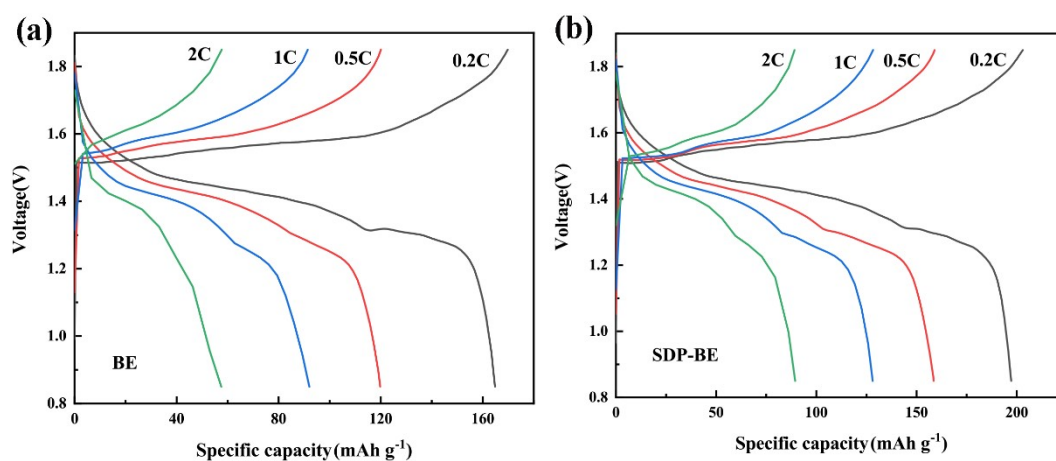 (a)
2C 1C 0.5C 0.2C
1.8
1.6
1.4
1.2
1.0
0.8
Voltage(V)
BE
0 40 80 120 160
Specific capacity (mAh g⁻¹)
(b)
2C 1C 0.5C 0.2C
1.8
1.6
1.4
1.2
1.0
0.8
Voltage(V)
SDP-BE
0 50 100 150 200
Specific capacity (mAh g⁻¹)